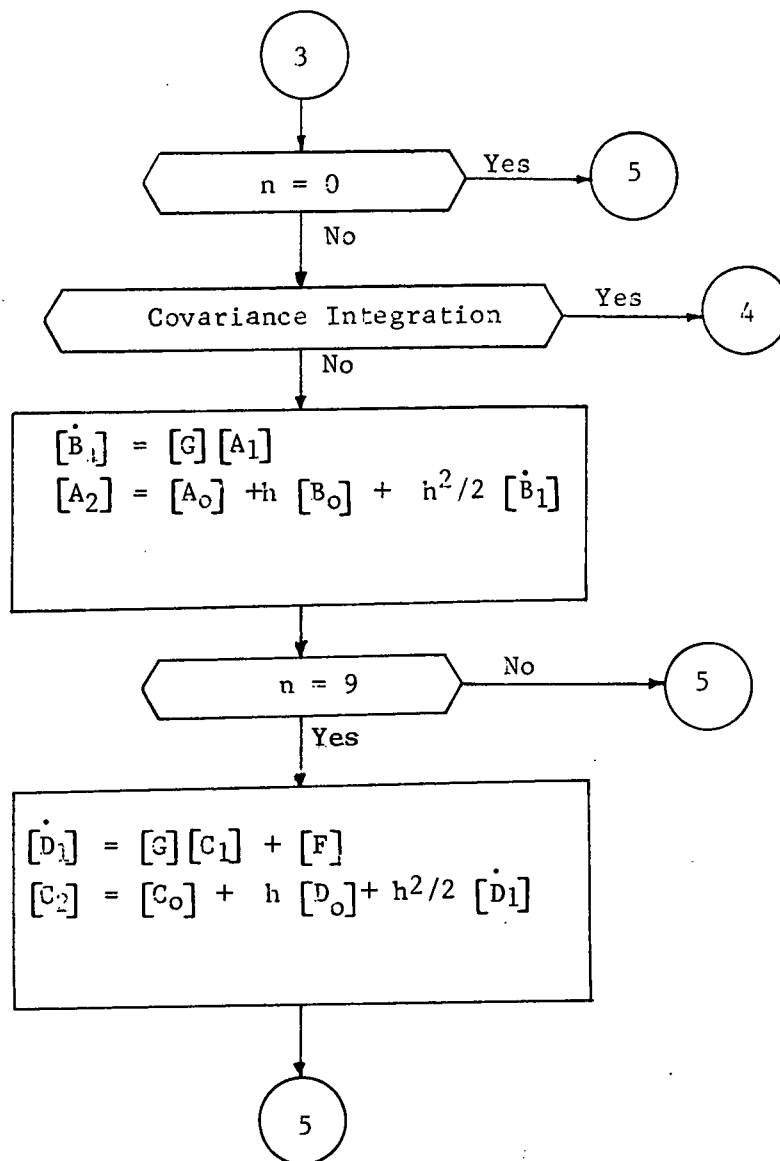 3
n = 0
Yes
5
No
Covariance Integration
Yes
4
No
[Ḃ1] = [G] [A1]
[A2] = [Ao] +h [Bo] + h²/2 [Ḃ1]
n = 9
No
5
Yes
[Ḋ1] = [G] [C1] + [F]
[C2] = [Co] + h [Do] + h²/2 [Ḋ1]
5